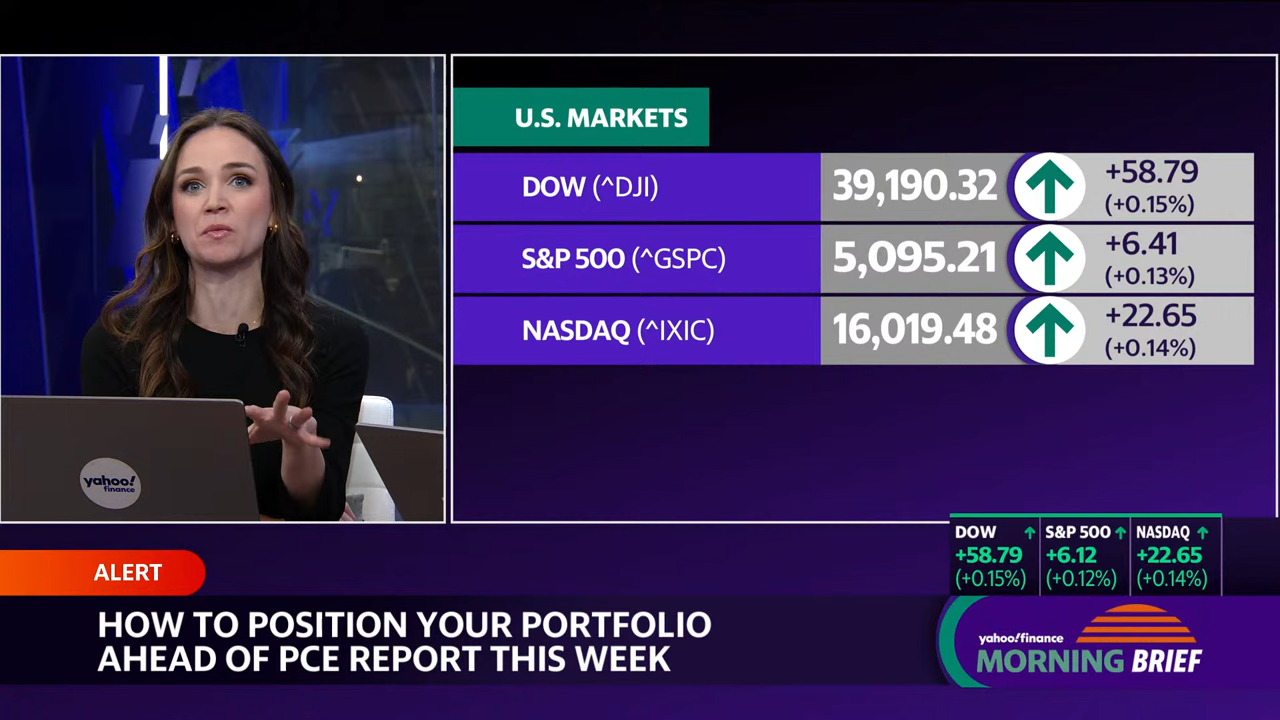 U.S. MARKETS
DOW (^DJI) 39,190.32 +58.79
(+0.15%)
S&P 500 (^GSPC) 5,095.21 +6.41
(+0.13%)
NASDAQ (^IXIC) 16,019.48 +22.65
(+0.14%)
yahoo!
finance
DOW S&P 500 NASDAQ
+58.79 +6.12 +22.65
(+0.15%) (+0.12%) (+0.14%)
ALERT
HOW TO POSITION YOUR PORTFOLIO
AHEAD OF PCE REPORT THIS WEEK
yahoo!finance
MORNING BRIEF